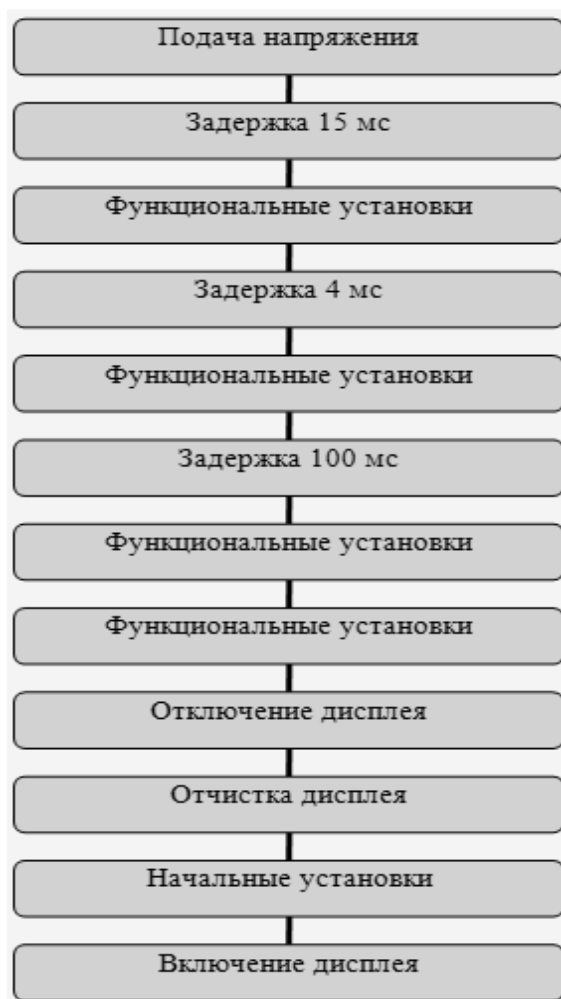 Подача напряжения
Задержка 15 мс
Функциональные установки
Задержка 4 мс
Функциональные установки
Задержка 100 мс
Функциональные установки
Функциональные установки
Отключение дисплея
Отчистка дисплея
Начальные установки
Включение дисплея